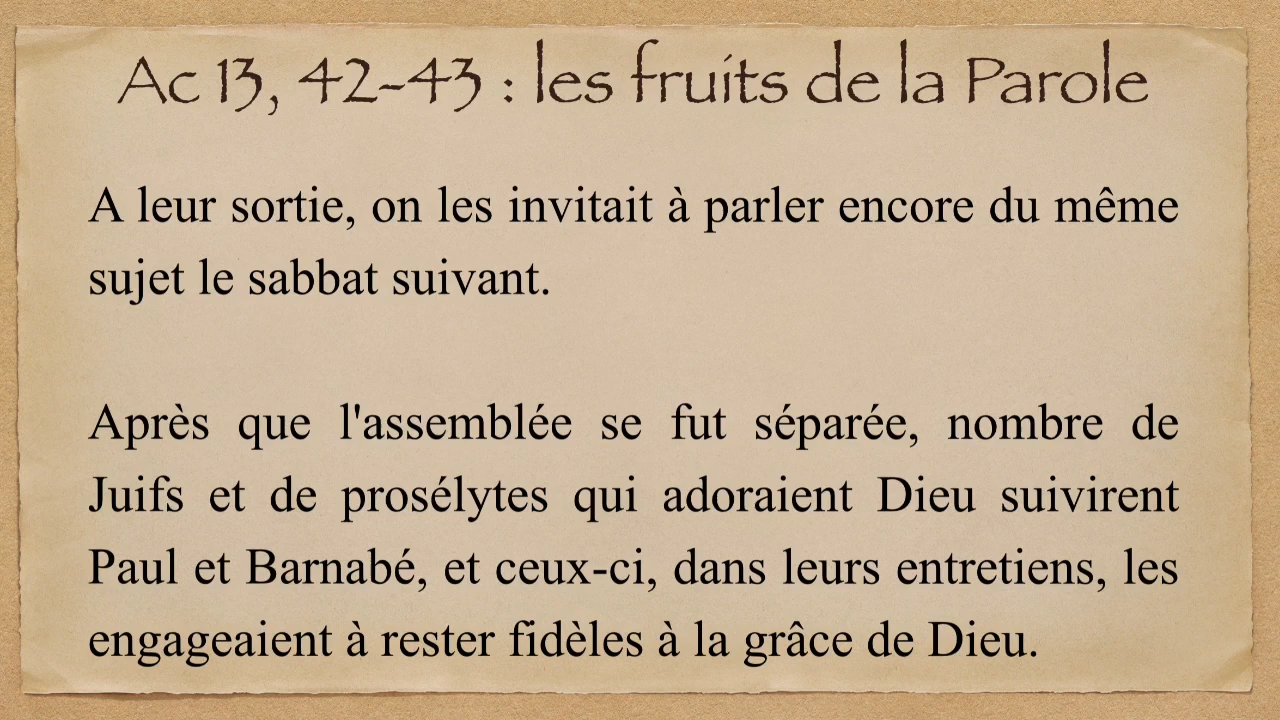 Ac 13, 42-43 : les fruits de la Parole
A leur sortie, on les invitait à parler encore du même
sujet le sabbat suivant.
Après que l'assemblée se fut séparée, nombre de
Juifs et de prosélytes qui adoraient Dieu suivirent
Paul et Barnabé, et ceux-ci, dans leurs entretiens, les
engageaient à rester fidèles à la grâce de Dieu.